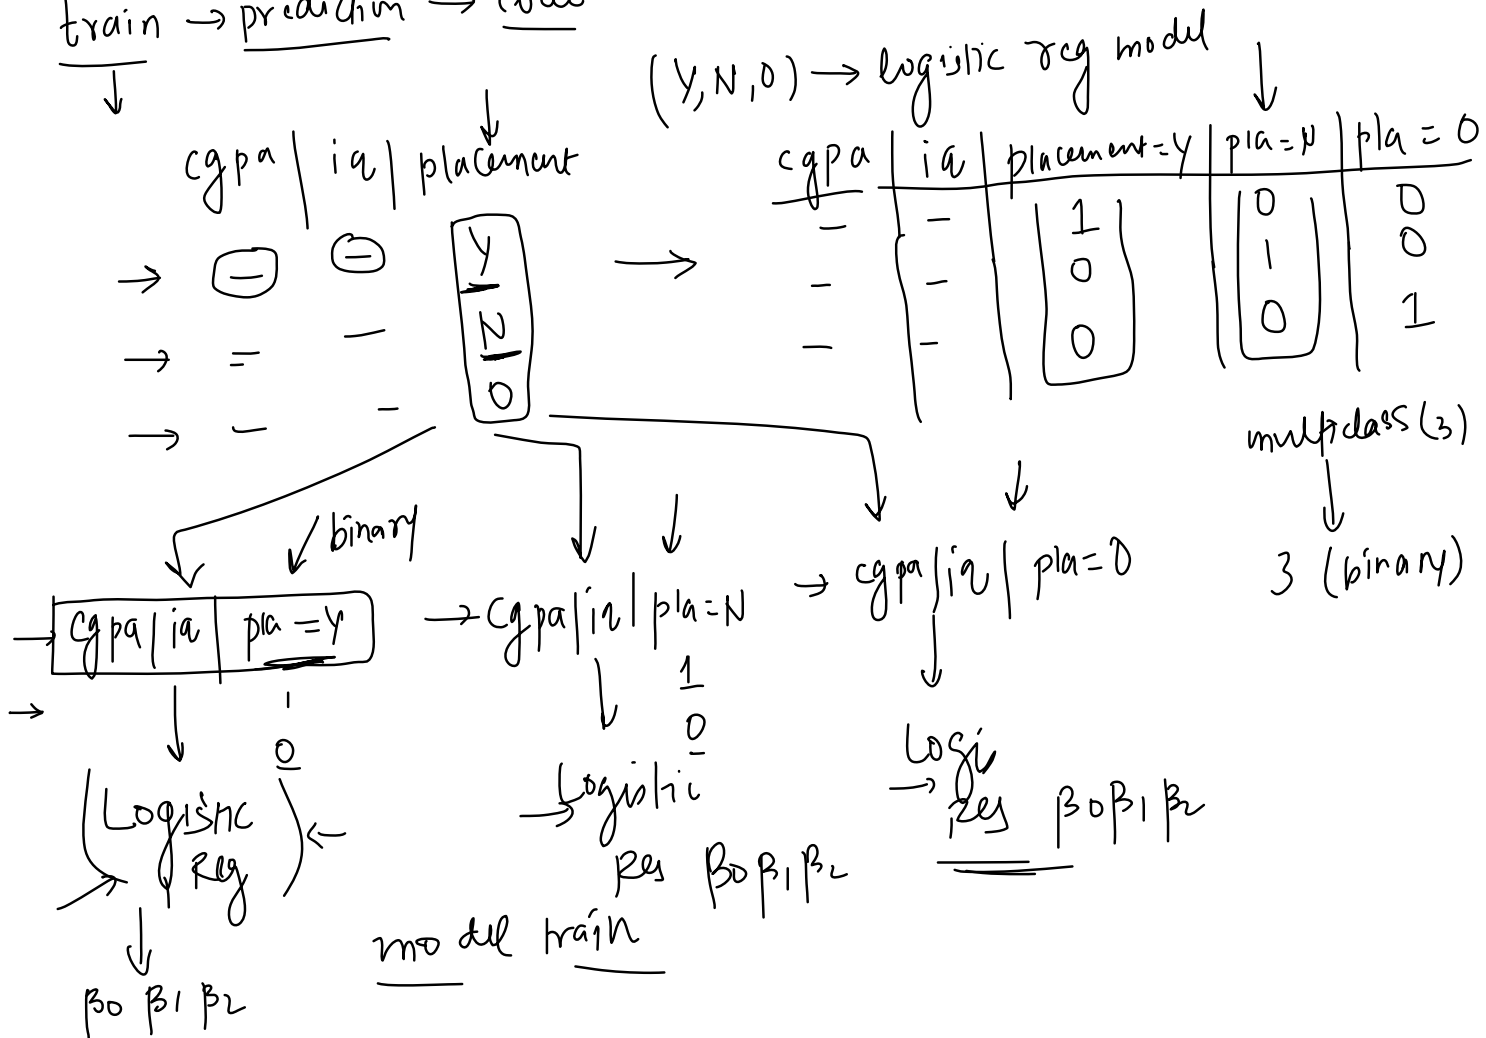 train → prediction →
(Y, N, O) → logistic reg model
cgpa | iq | placement
Y
N
O
cgpa | iq | placement = Y | pla = N | pla = O
- - 1 0 0
- - 0 1 0
- - 0 0 1
multiclass (3)
3 (binary)
binary
cgpa | iq | pla = Y
1
0
Logistic
Reg
β0 β1 β2
→ cgpa | iq | pla = N
1
0
Logistic
Reg β0 β1 β2
→ cgpa | iq | pla = O
Logi
Reg β0 β1 β2
model train